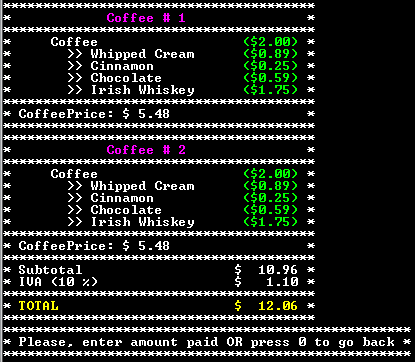 ***************************************
*            Coffee # 1               *
***************************************
*     Coffee                  ($2.00) *
*       >> Whipped Cream      ($0.89) *
*       >> Cinnamon           ($0.25) *
*       >> Chocolate          ($0.59) *
*       >> Irish Whiskey      ($1.75) *
***************************************
* CoffeePrice: $ 5.48                 *
***************************************
***************************************
*            Coffee # 2               *
***************************************
*     Coffee                  ($2.00) *
*       >> Whipped Cream      ($0.89) *
*       >> Cinnamon           ($0.25) *
*       >> Chocolate          ($0.59) *
*       >> Irish Whiskey      ($1.75) *
***************************************
* CoffeePrice: $ 5.48                 *
***************************************
* Subtotal                   $  10.96 *
* IVA (10 %)                 $   1.10 *
***************************************
* TOTAL                      $  12.06 *
***************************************
***************************************************
* Please, enter amount paid OR press 0 to go back *
***************************************************